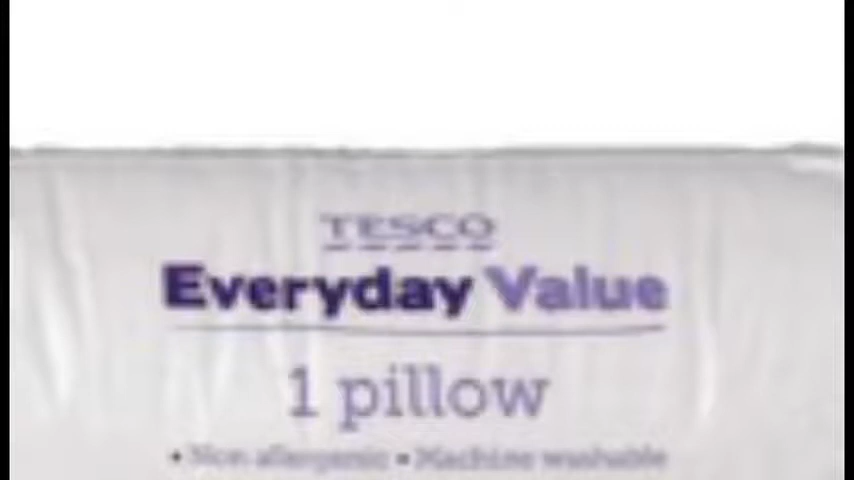 TESCO
Everyday Value
1 pillow
• Non allergenic • Machine washable